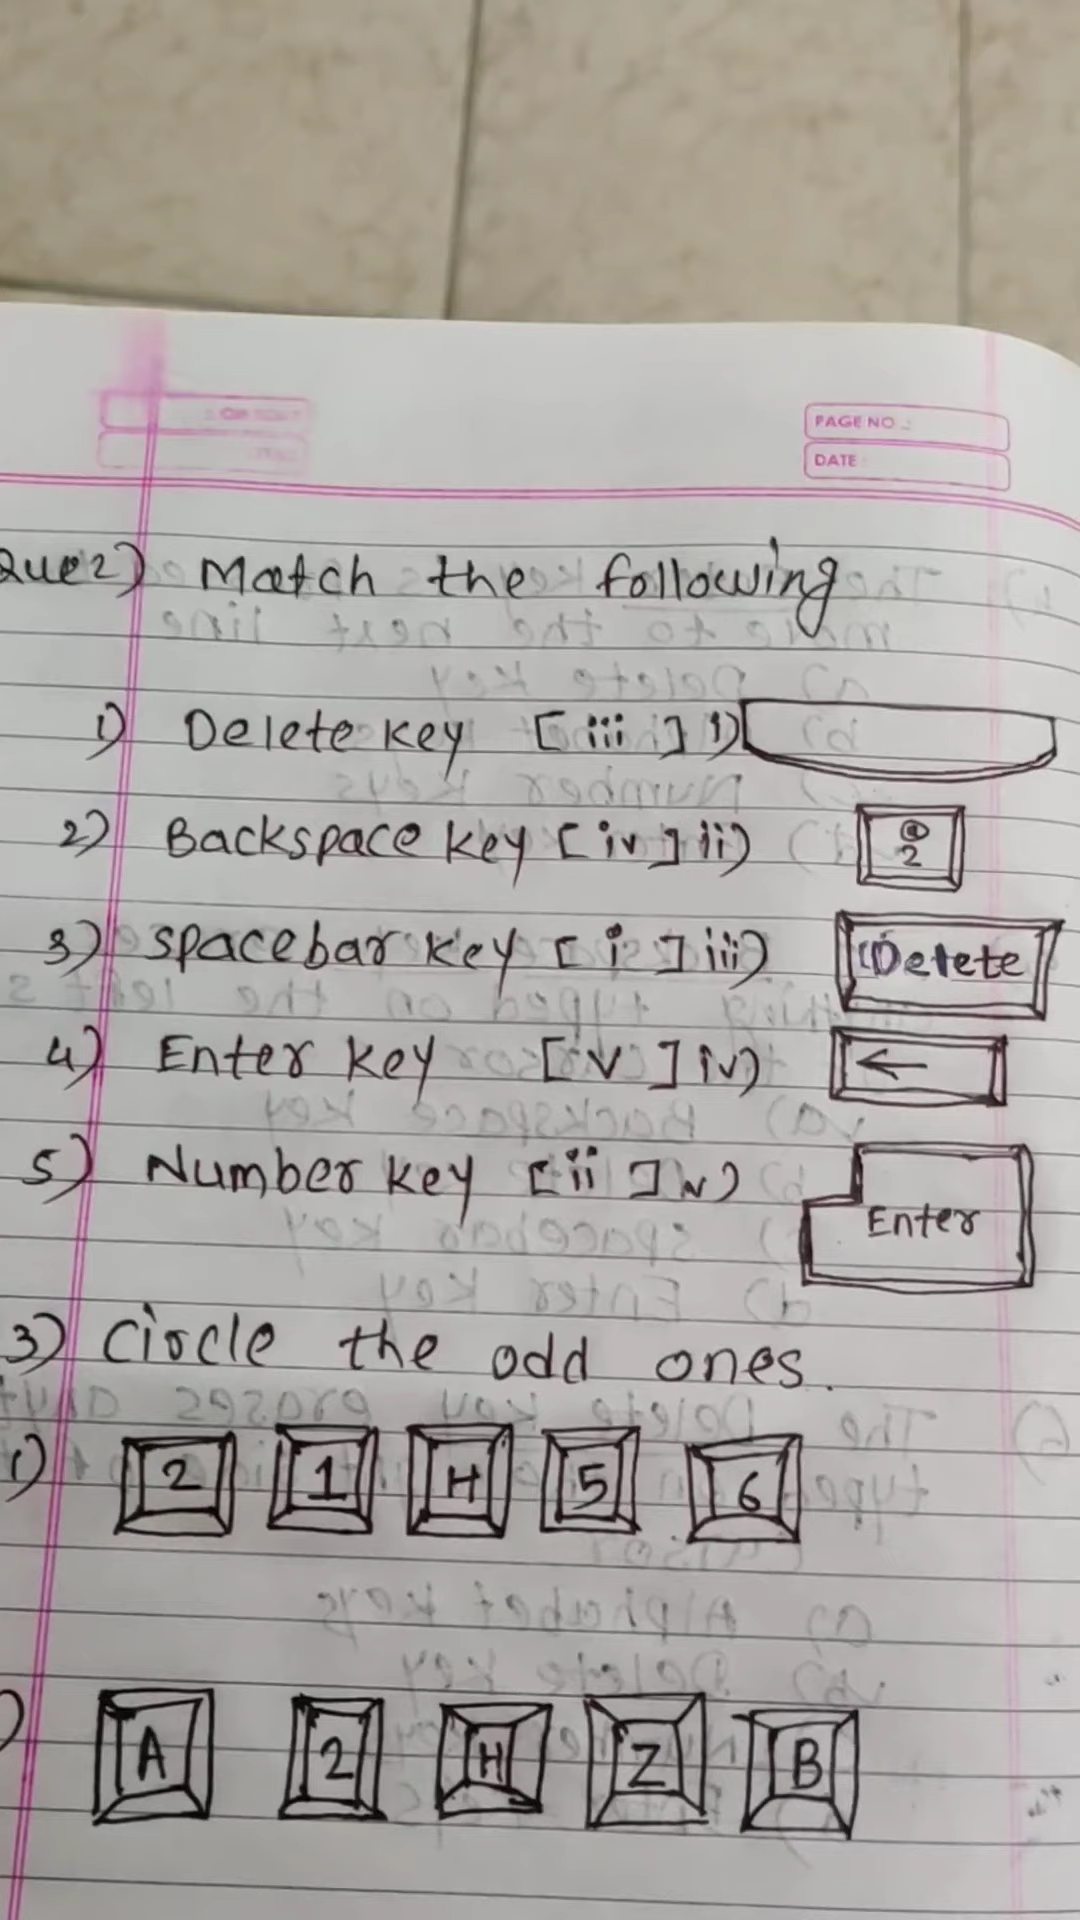 PAGE NO.:
DATE:
Que2) Match the following
1) Delete key [iii] i)
2) Backspace key [iv] ii) @ 2
3) spacebar key [i] iii) Delete
4) Enter key [v] iv) ←
5) Number key [ii] v) Enter
3) Circle the odd ones.
1) 2 1 H 5 6
) A 2 H Z B